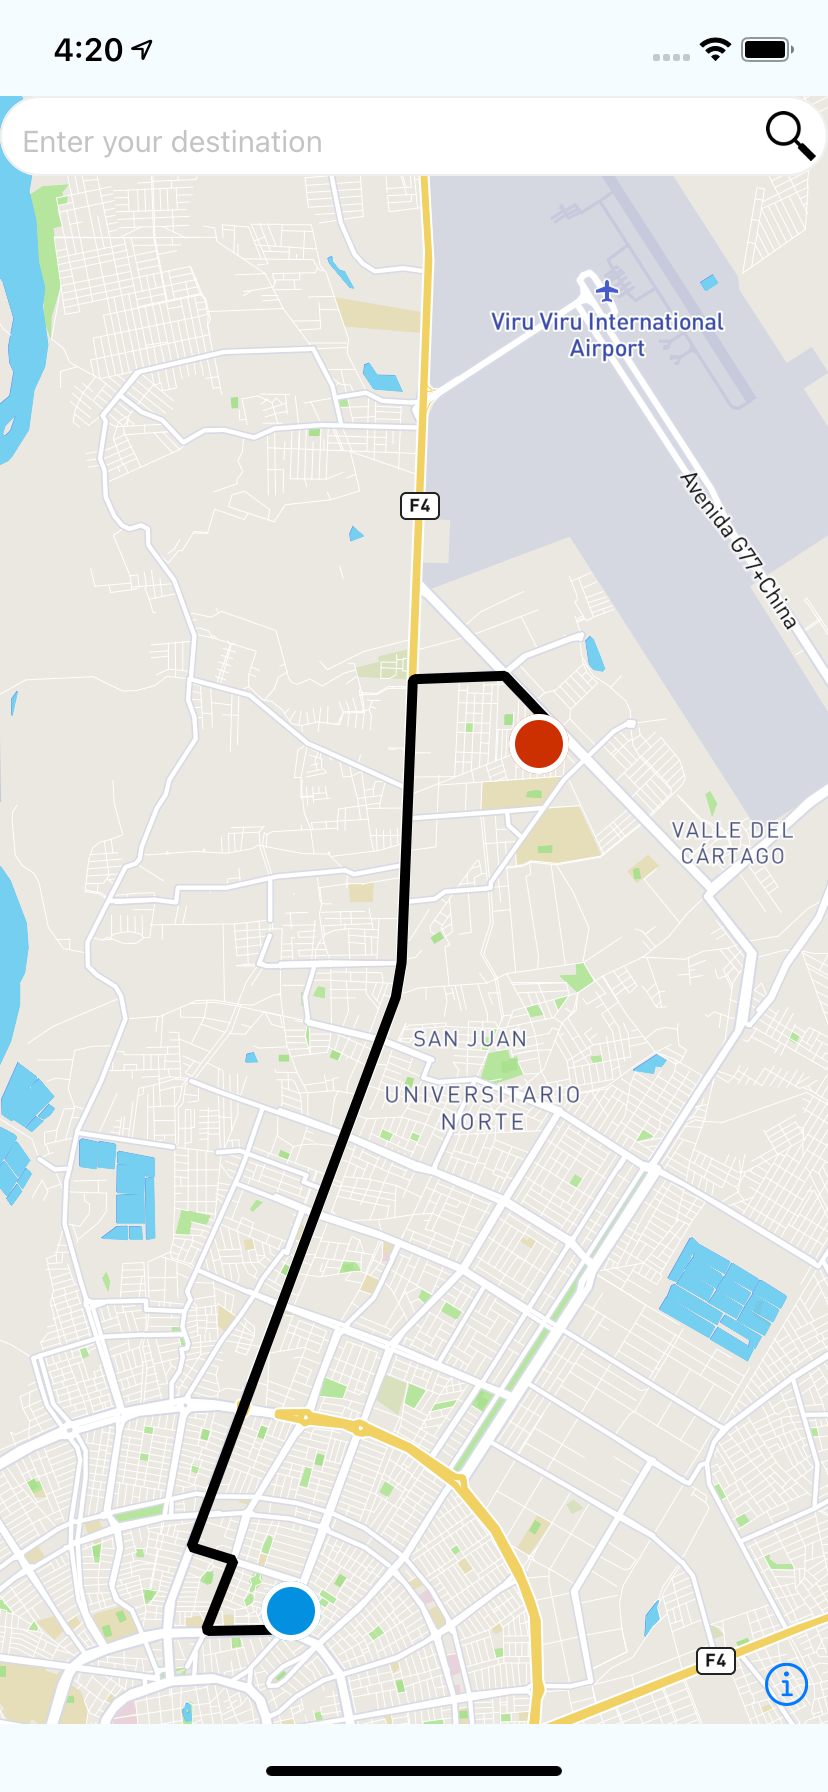 4:20
Enter your destination
Viru Viru International
Airport
F4
Avenida G77+China
VALLE DEL
CÁRTAGO
SAN JUAN
UNIVERSITARIO
NORTE
F4